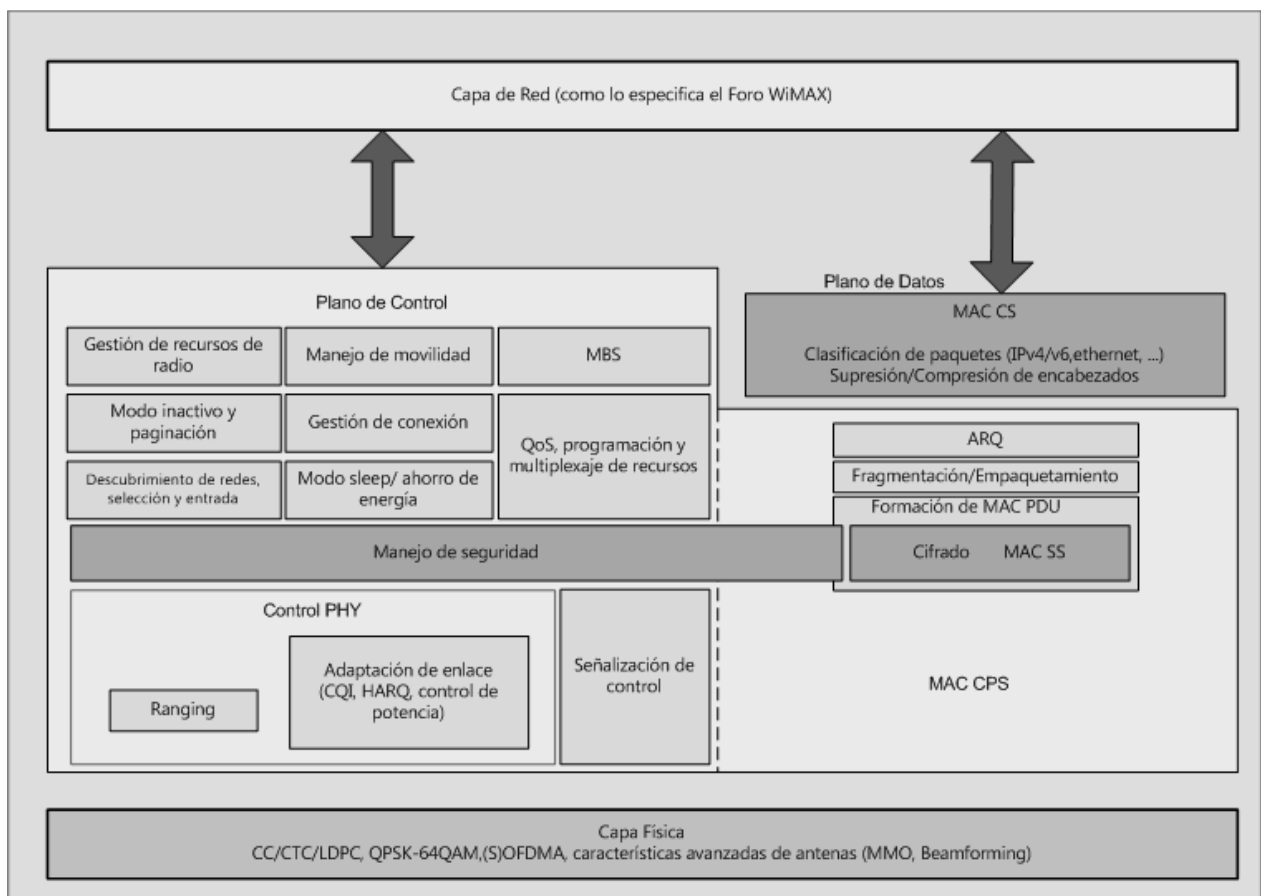 Capa de Red (como lo especifica el Foro WiMAX)
Plano de Control
Gestión de recursos de
radio
Manejo de movilidad
MBS
Modo inactivo y
paginación
Gestión de conexión
QoS, programación y
multiplexaje de recursos
Descubrimiento de redes,
selección y entrada
Modo sleep/ ahorro de
energía
Manejo de seguridad
Control PHY
Ranging
Adaptación de enlace
(CQI, HARQ, control de
potencia)
Señalización de
control
Plano de Datos
MAC CS
Clasificación de paquetes (IPv4/v6,ethernet, ...)
Supresión/Compresión de encabezados
ARQ
Fragmentación/Empaquetamiento
Formación de MAC PDU
Cifrado MAC SS
MAC CPS
Capa Física
CC/CTC/LDPC, QPSK-64QAM,(S)OFDMA, características avanzadas de antenas (MMO, Beamforming)